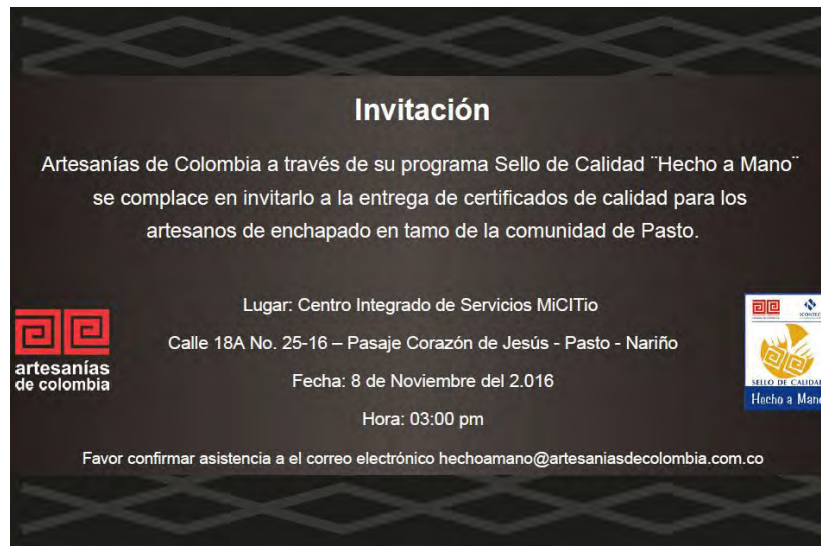 Invitación
Artesanías de Colombia a través de su programa Sello de Calidad ¨Hecho a Mano¨
se complace en invitarlo a la entrega de certificados de calidad para los
artesanos de enchapado en tamo de la comunidad de Pasto.
Lugar: Centro Integrado de Servicios MiCITio
Calle 18A No. 25-16 – Pasaje Corazón de Jesús - Pasto - Nariño
Fecha: 8 de Noviembre del 2.016
Hora: 03:00 pm
Favor confirmar asistencia a el correo electrónico hechoamano@artesaniasdecolombia.com.co
artesanías
de colombia
ICONTEC
SELLO DE CALIDAD
Hecho a Mano